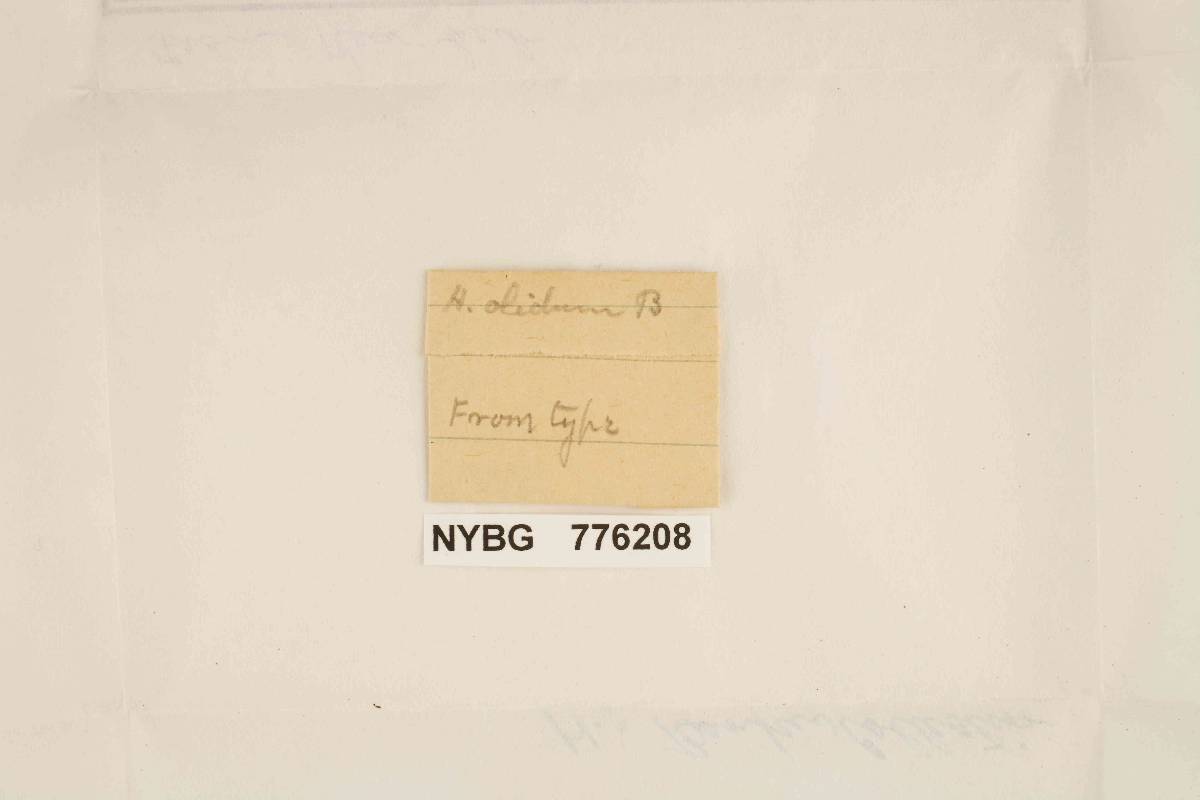 H. olidum B
From type
NYBG 776208